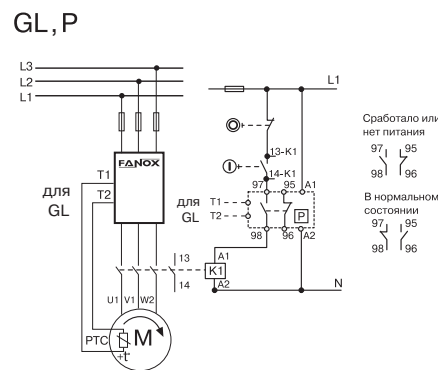 GL, P
L3
L2
L1
L1
FANOX
T1
T2
для
GL
13-K1
14-K1
97 95 A1
для
GL
T1
T2
P
98 96 A2
Сработало или
нет питания
97 95
98 96
В нормальном
состоянии
97 95
98 96
13
14
A1
K1
A2
N
U1 V1 W2
PTC
M
+t°